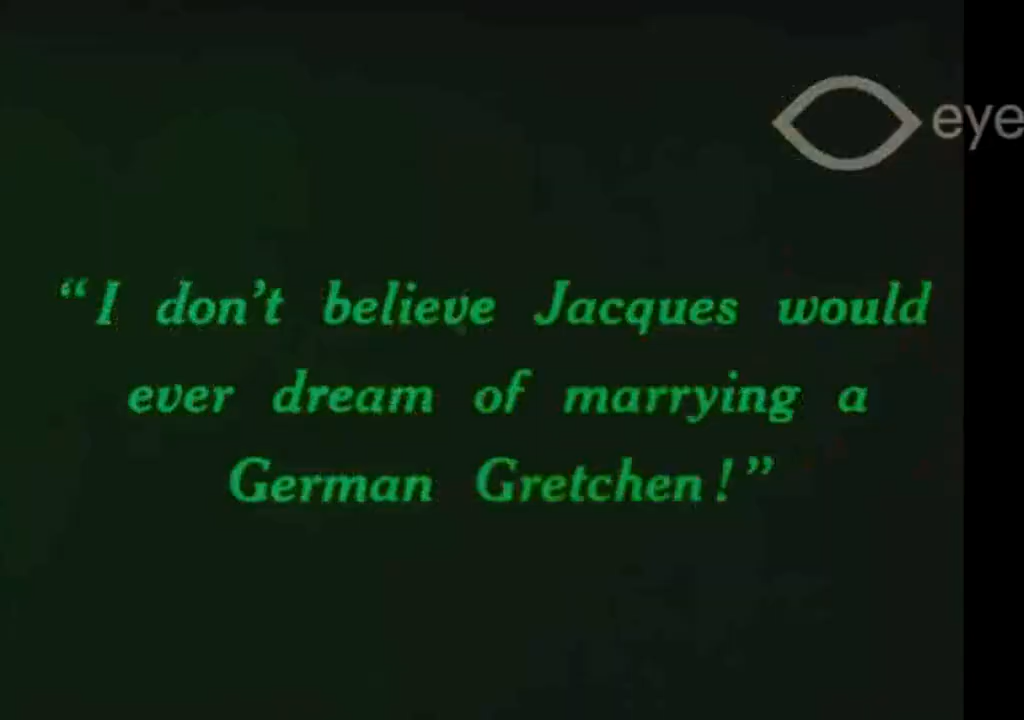 eye
“I don’t believe Jacques would
ever dream of marrying a
German Gretchen!”